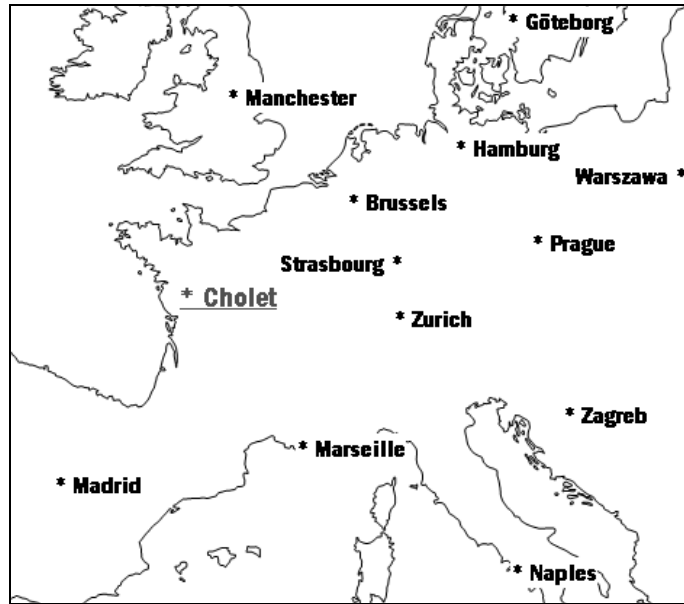 * Göteborg
* Manchester
* Hamburg
Warszawa *
* Brussels
* Prague
Strasbourg *
* Cholet
* Zurich
* Zagreb
* Marseille
* Madrid
* Naples